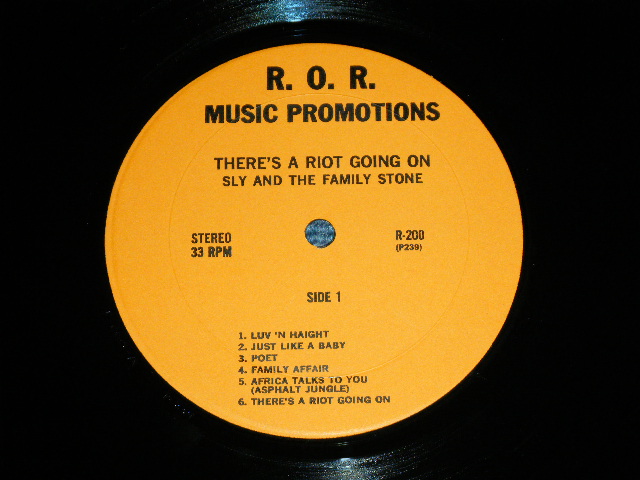 R. O. R.
MUSIC PROMOTIONS
THERE'S A RIOT GOING ON
SLY AND THE FAMILY STONE
STEREO
33 RPM
R-200
(P239)
SIDE 1
1. LUV 'N HAIGHT
2. JUST LIKE A BABY
3. POET
4. FAMILY AFFAIR
5. AFRICA TALKS TO YOU
(ASPHALT JUNGLE)
6. THERE'S A RIOT GOING ON